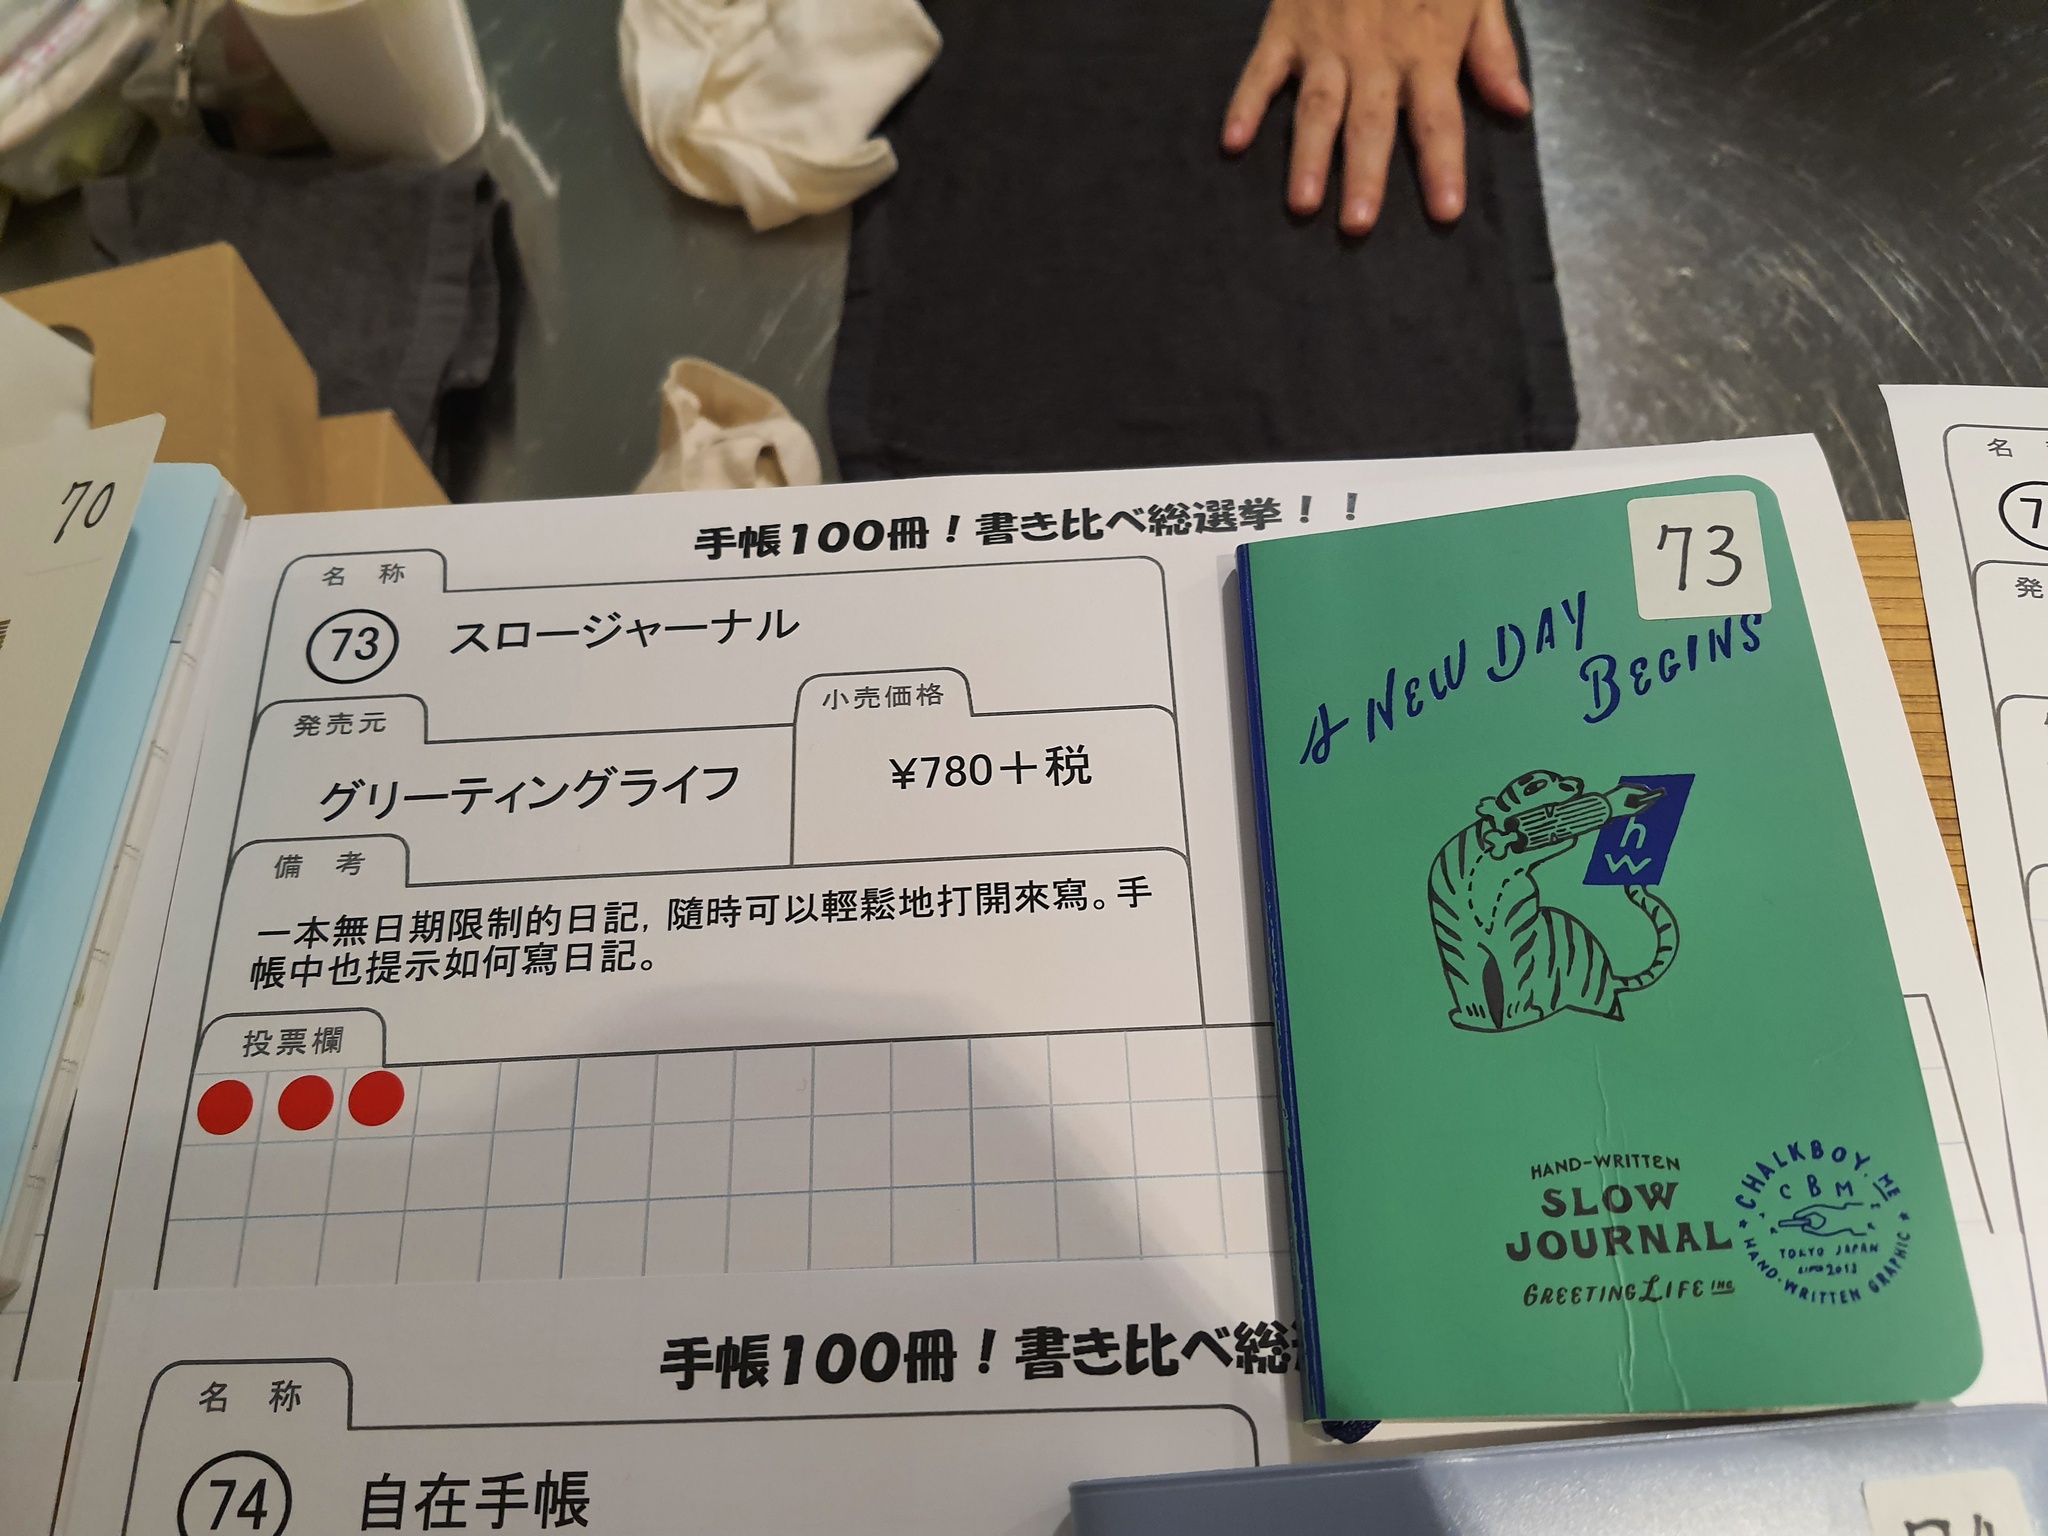 70
手帳100冊！書き比べ総選挙！！
名 称
73 スロージャーナル
発売元
グリーティングライフ
小売価格
¥780＋税
備 考
一本無日期限制的日記，隨時可以輕鬆地打開來寫。手
帳中也提示如何寫日記。
投票欄
73
A NEW DAY
BEGINS
h
w
HAND-WRITTEN
SLOW
JOURNAL
GREETING LIFE INC
CHALKBOY.ME
CBM
TOKYO JAPAN
HAND-WRITTEN GRAPHIC
手帳100冊！書き比べ総
名 称
74 自在手帳
名
7
発